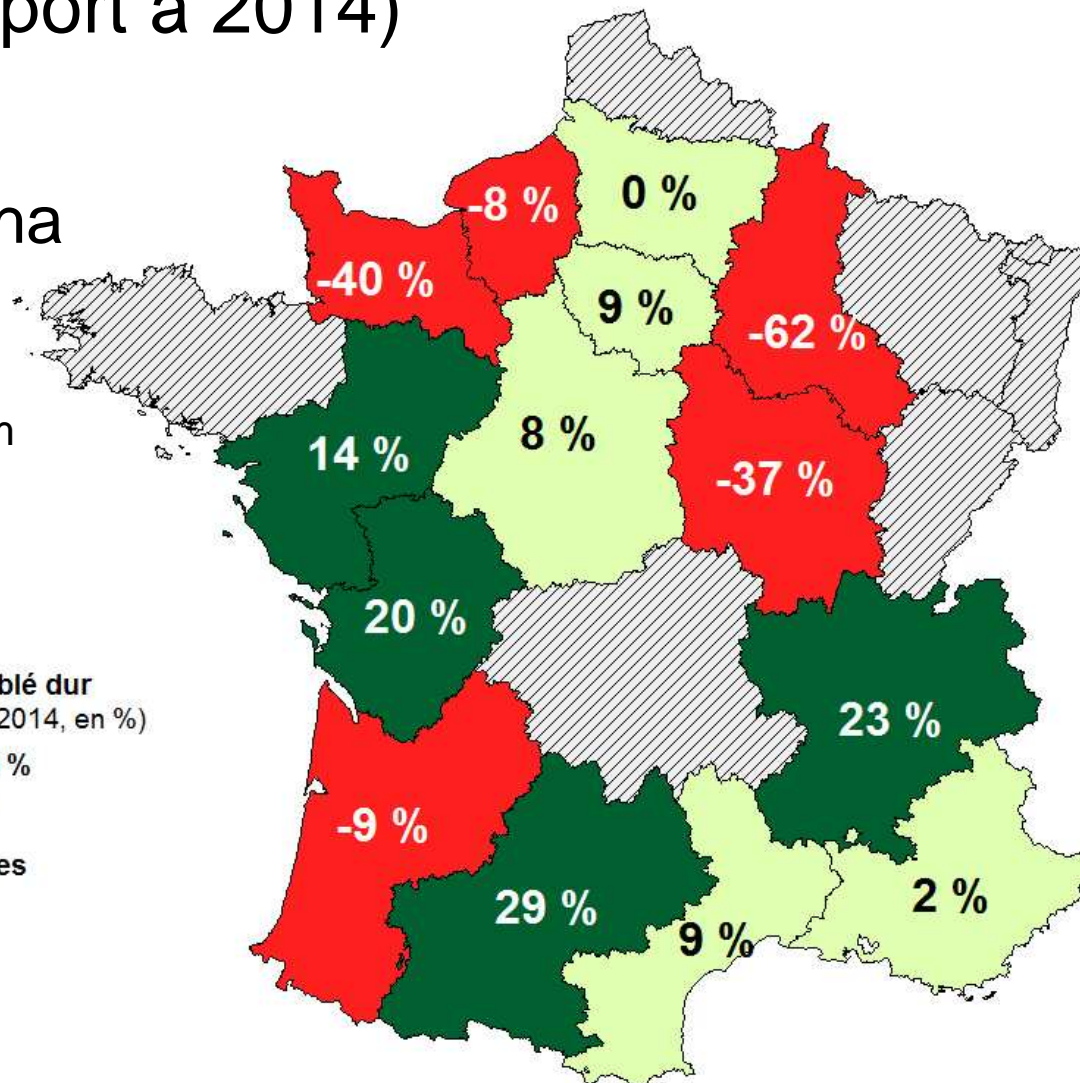 port à 2014)
na
n
blé dur
2014, en %)
%
es
-8 %
0 %
-40 %
9 %
-62 %
8 %
14 %
-37 %
20 %
23 %
-9 %
29 %
2 %
9 %